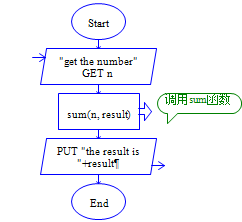 Start
"get the number"
GET n
sum(n, result)
调用sum函数
PUT "the result is
"+result¶
End